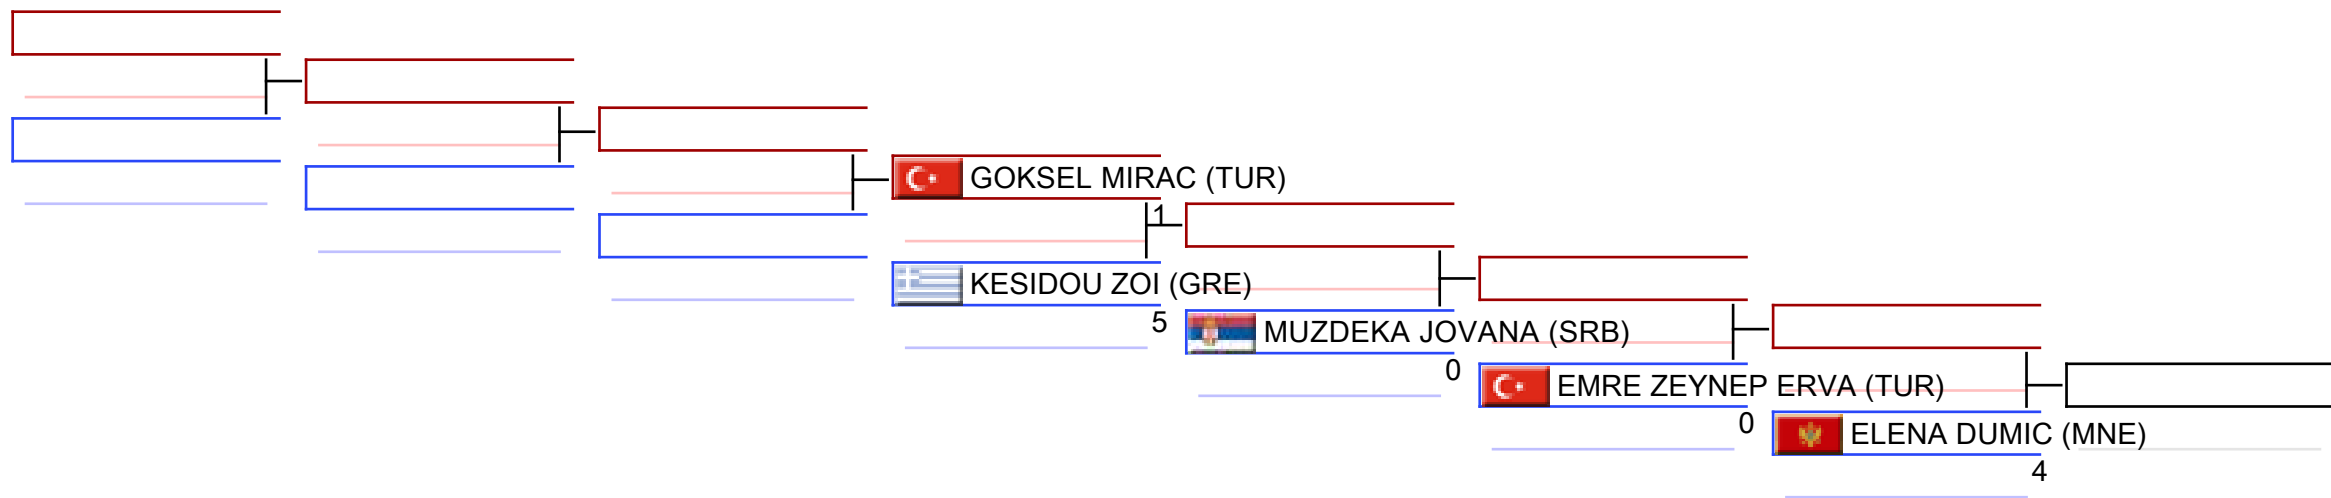 GOKSEL MIRAC (TUR)
1
KESIDOU ZOI (GRE)
5
MUZDEKA JOVANA (SRB)
0
EMRE ZEYNEP ERVA (TUR)
0
ELENA DUMIC (MNE)
4